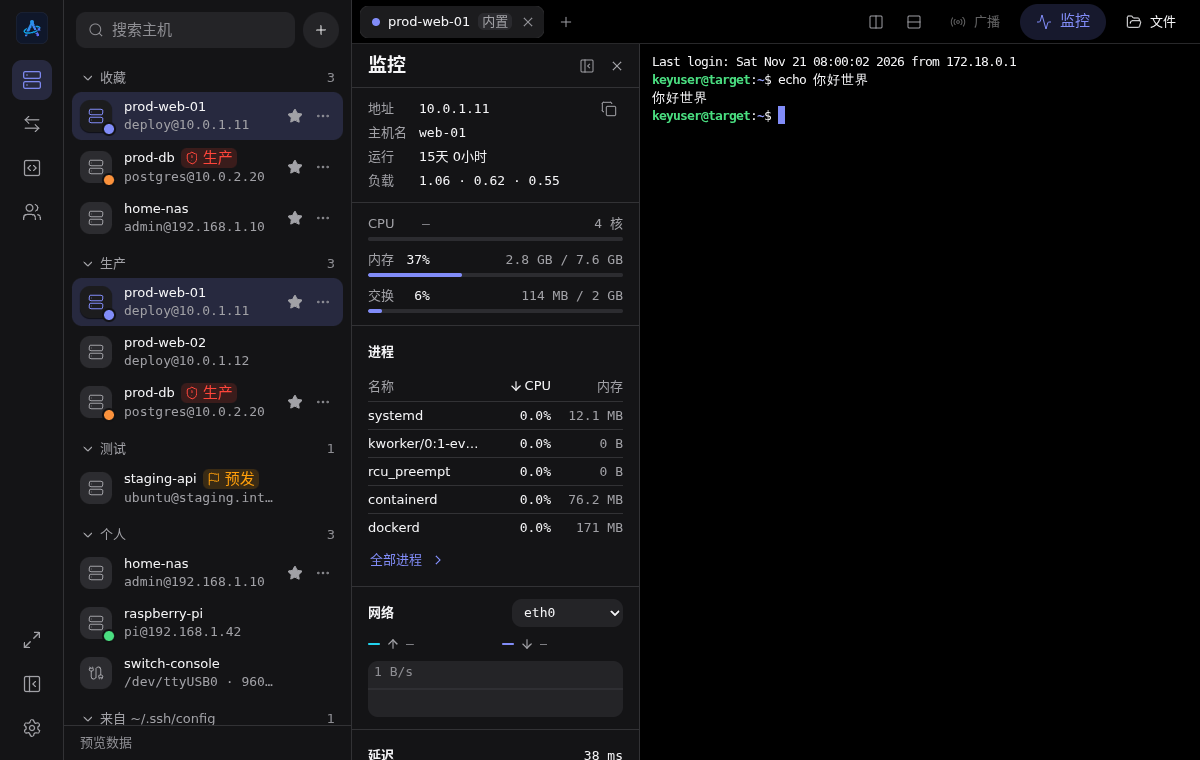 搜索主机
收藏 3
prod-web-01
deploy@10.0.1.11
prod-db 生产
postgres@10.0.2.20
home-nas
admin@192.168.1.10
生产 3
prod-web-01
deploy@10.0.1.11
prod-web-02
deploy@10.0.1.12
prod-db 生产
postgres@10.0.2.20
测试 1
staging-api 预发
ubuntu@staging.int…
个人 3
home-nas
admin@192.168.1.10
raspberry-pi
pi@192.168.1.42
switch-console
/dev/ttyUSB0 · 960…
来自 ~/.ssh/config 1
预览数据
prod-web-01 内置
广播 监控 文件
监控
地址 10.0.1.11
主机名 web-01
运行 15天 0小时
负载 1.06 · 0.62 · 0.55
CPU — 4 核
内存 37% 2.8 GB / 7.6 GB
交换 6% 114 MB / 2 GB
进程
名称 CPU 内存
systemd 0.0% 12.1 MB
kworker/0:1-ev… 0.0% 0 B
rcu_preempt 0.0% 0 B
containerd 0.0% 76.2 MB
dockerd 0.0% 171 MB
全部进程
网络 eth0
— —
1 B/s
延迟 38 ms
Last login: Sat Nov 21 08:00:02 2026 from 172.18.0.1
keyuser@target:~$ echo 你好世界
你好世界
keyuser@target:~$